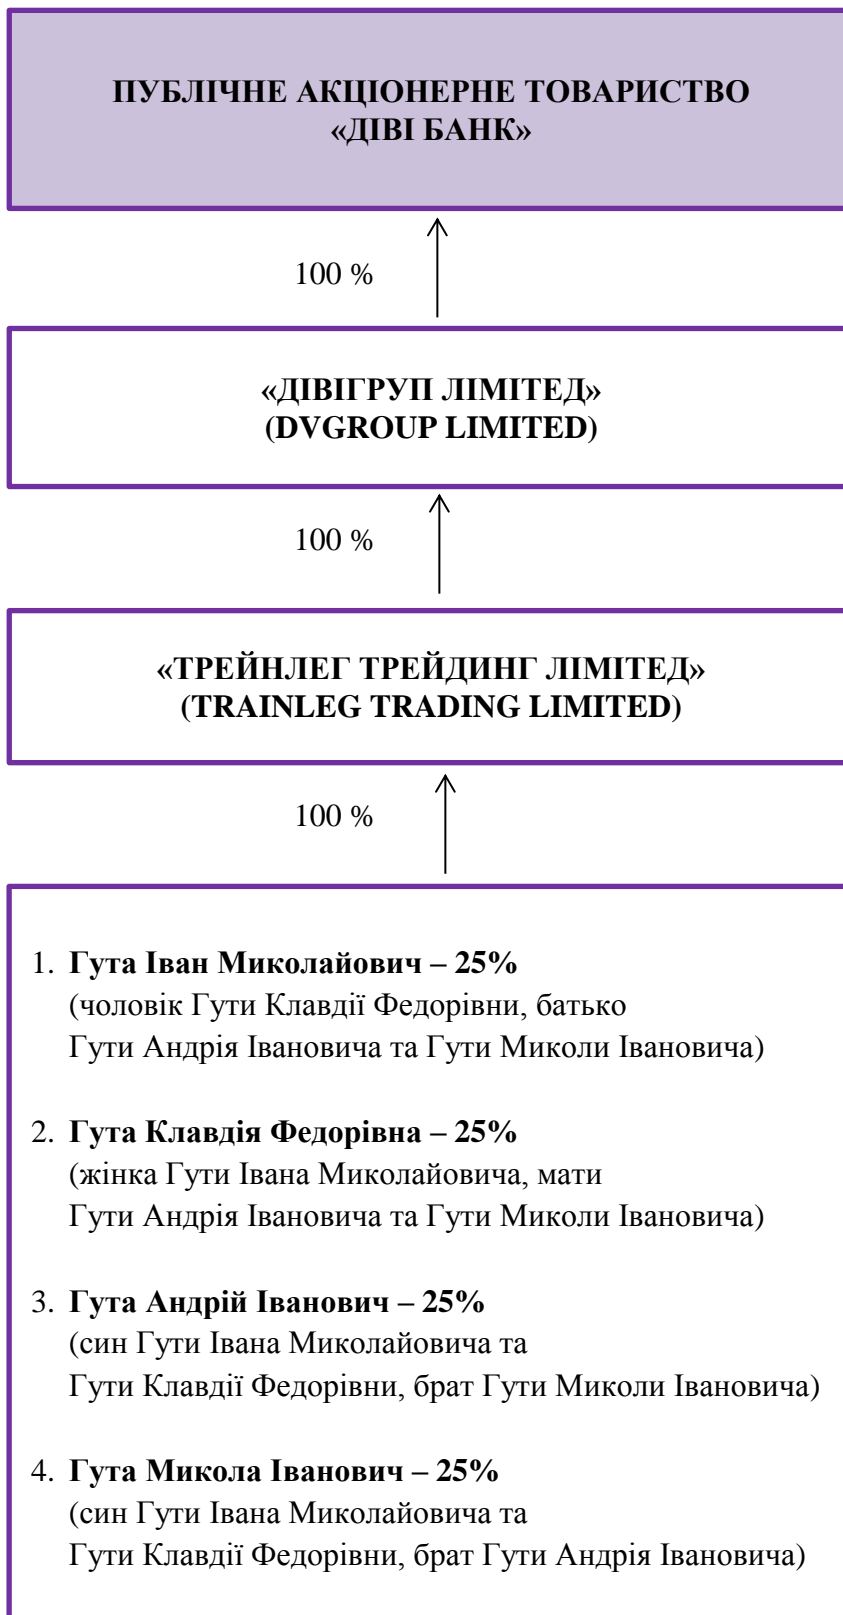 ПУБЛІЧНЕ АКЦІОНЕРНЕ ТОВАРИСТВО
«ДІВІ БАНК»
100 %
«ДІВІГРУП ЛІМІТЕД»
(DVGROUP LIMITED)
100 %
«ТРЕЙНЛЕГ ТРЕЙДИНГ ЛІМІТЕД»
(TRAINLEG TRADING LIMITED)
100 %
1. Гута Іван Миколайович – 25%
(чоловік Гути Клавдії Федорівни, батько
Гути Андрія Івановича та Гути Миколи Івановича)
2. Гута Клавдія Федорівна – 25%
(жінка Гути Івана Миколайовича, мати
Гути Андрія Івановича та Гути Миколи Івановича)
3. Гута Андрій Іванович – 25%
(син Гути Івана Миколайовича та
Гути Клавдії Федорівни, брат Гути Миколи Івановича)
4. Гута Микола Іванович – 25%
(син Гути Івана Миколайовича та
Гути Клавдії Федорівни, брат Гути Андрія Івановича)